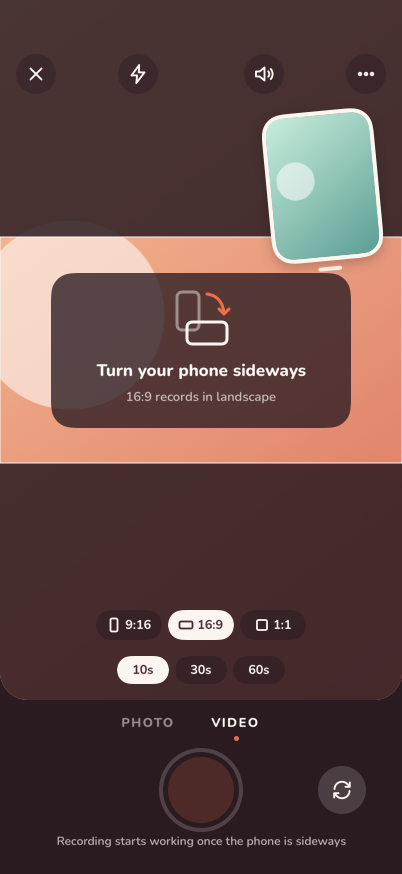 Turn your phone sideways
16:9 records in landscape
9:16 16:9 1:1
10s 30s 60s
PHOTO VIDEO
Recording starts working once the phone is sideways